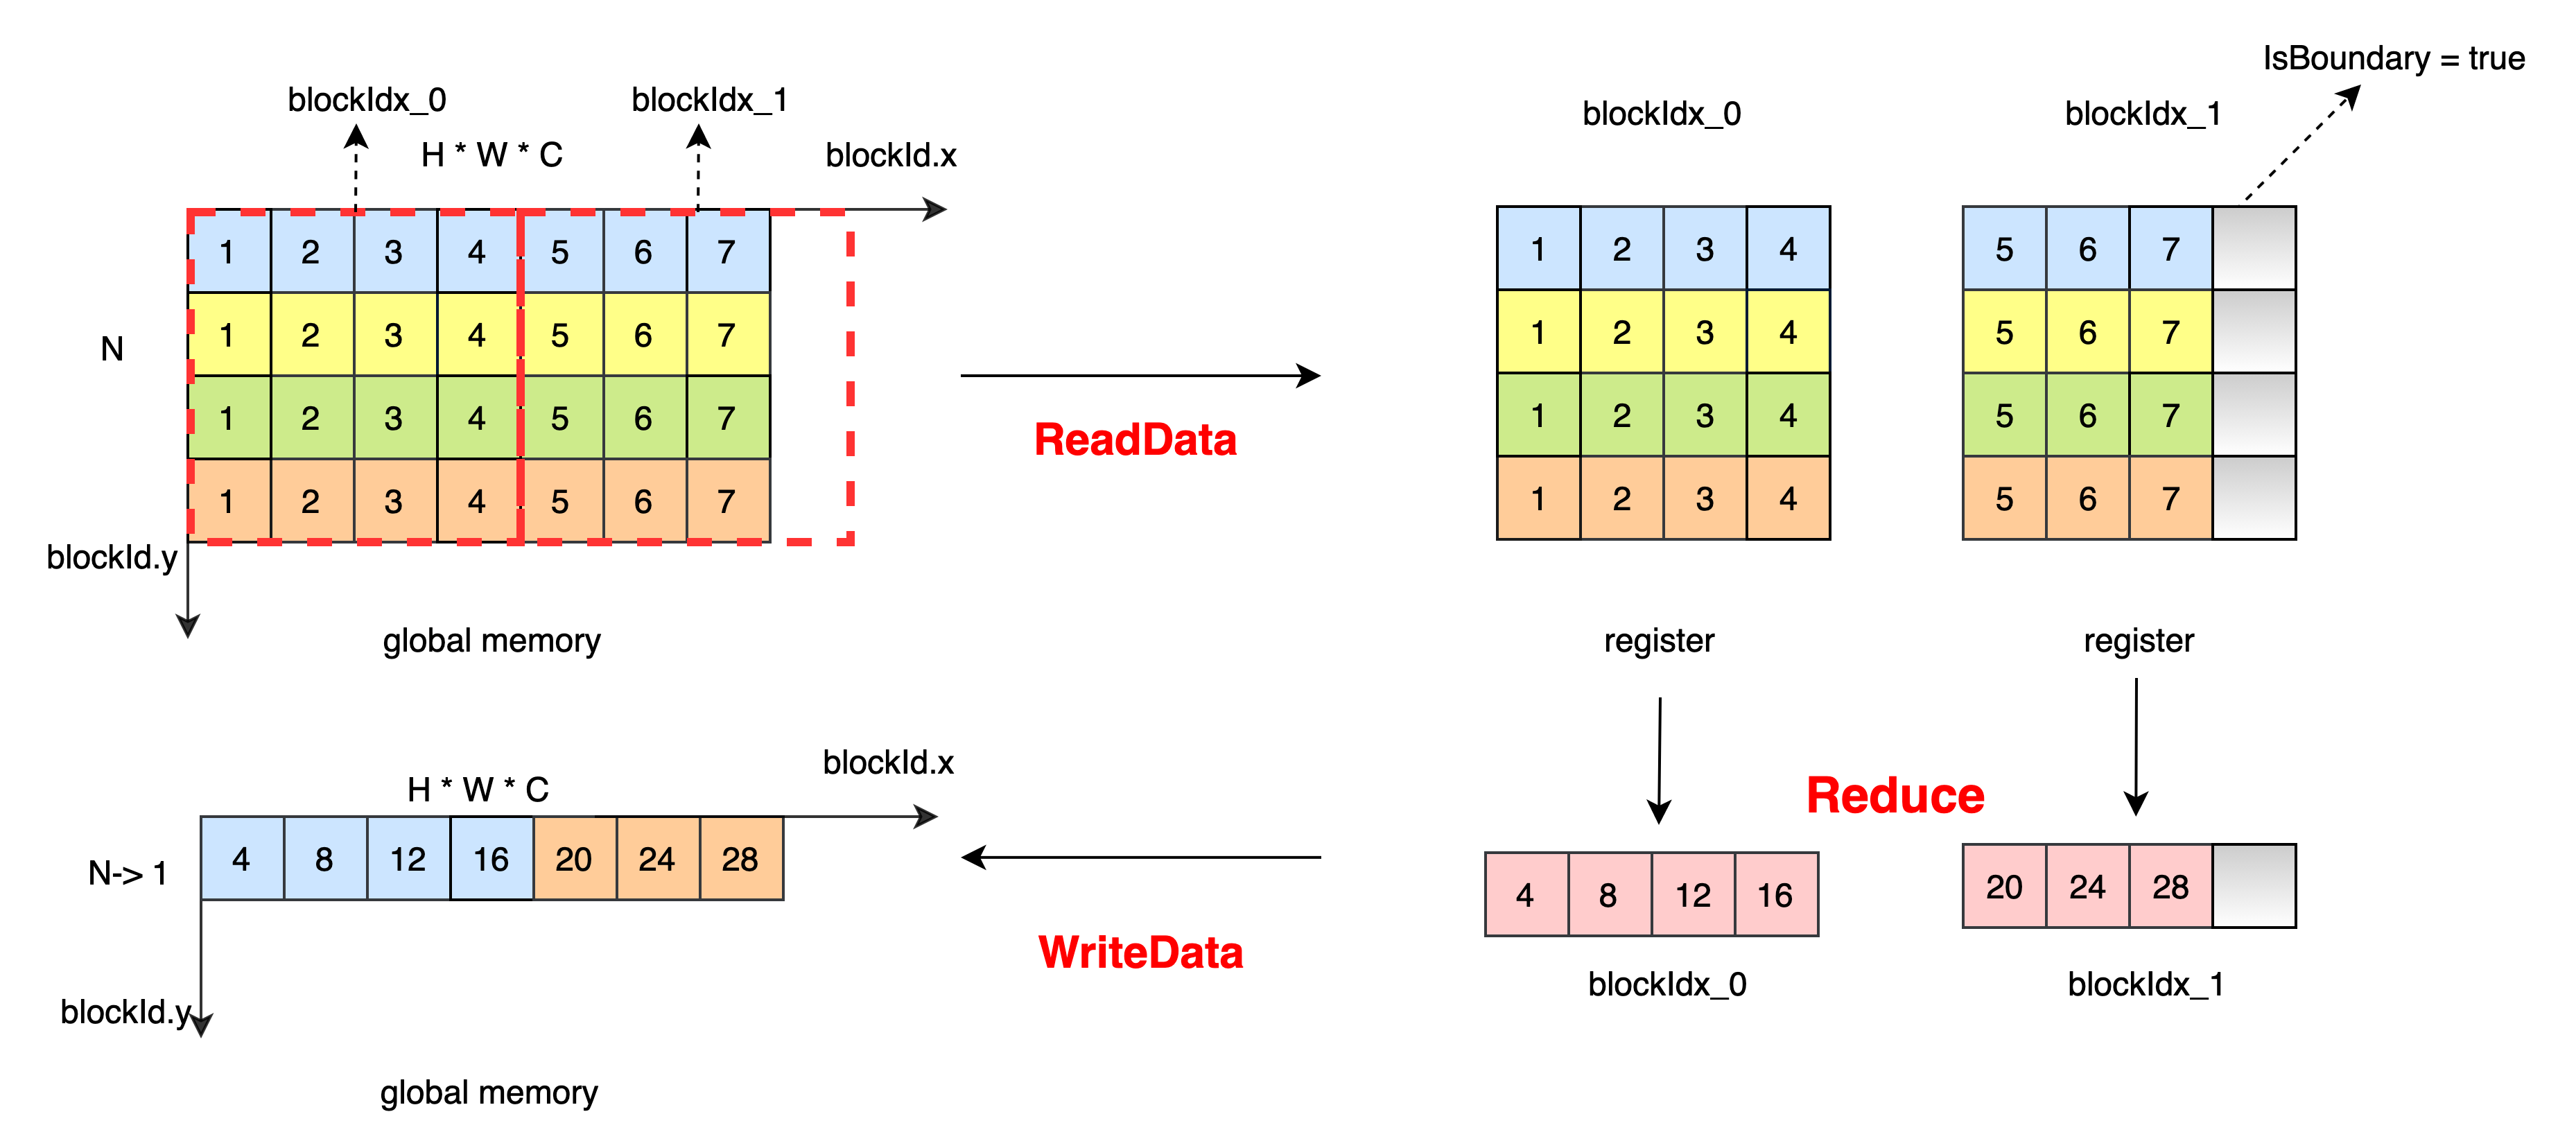 IsBoundary = true
blockIdx_0
blockIdx_1
H * W * C
blockId.x
blockIdx_0
blockIdx_1
1 2 3 4 5 6 7
1 2 3 4 5 6 7
1 2 3 4 5 6 7
1 2 3 4 5 6 7
N
blockId.y
global memory
ReadData
1 2 3 4
1 2 3 4
1 2 3 4
1 2 3 4
register
5 6 7
5 6 7
5 6 7
5 6 7
register
Reduce
4 8 12 16
blockIdx_0
20 24 28
blockIdx_1
WriteData
H * W * C
blockId.x
N-> 1
4 8 12 16 20 24 28
blockId.y
global memory